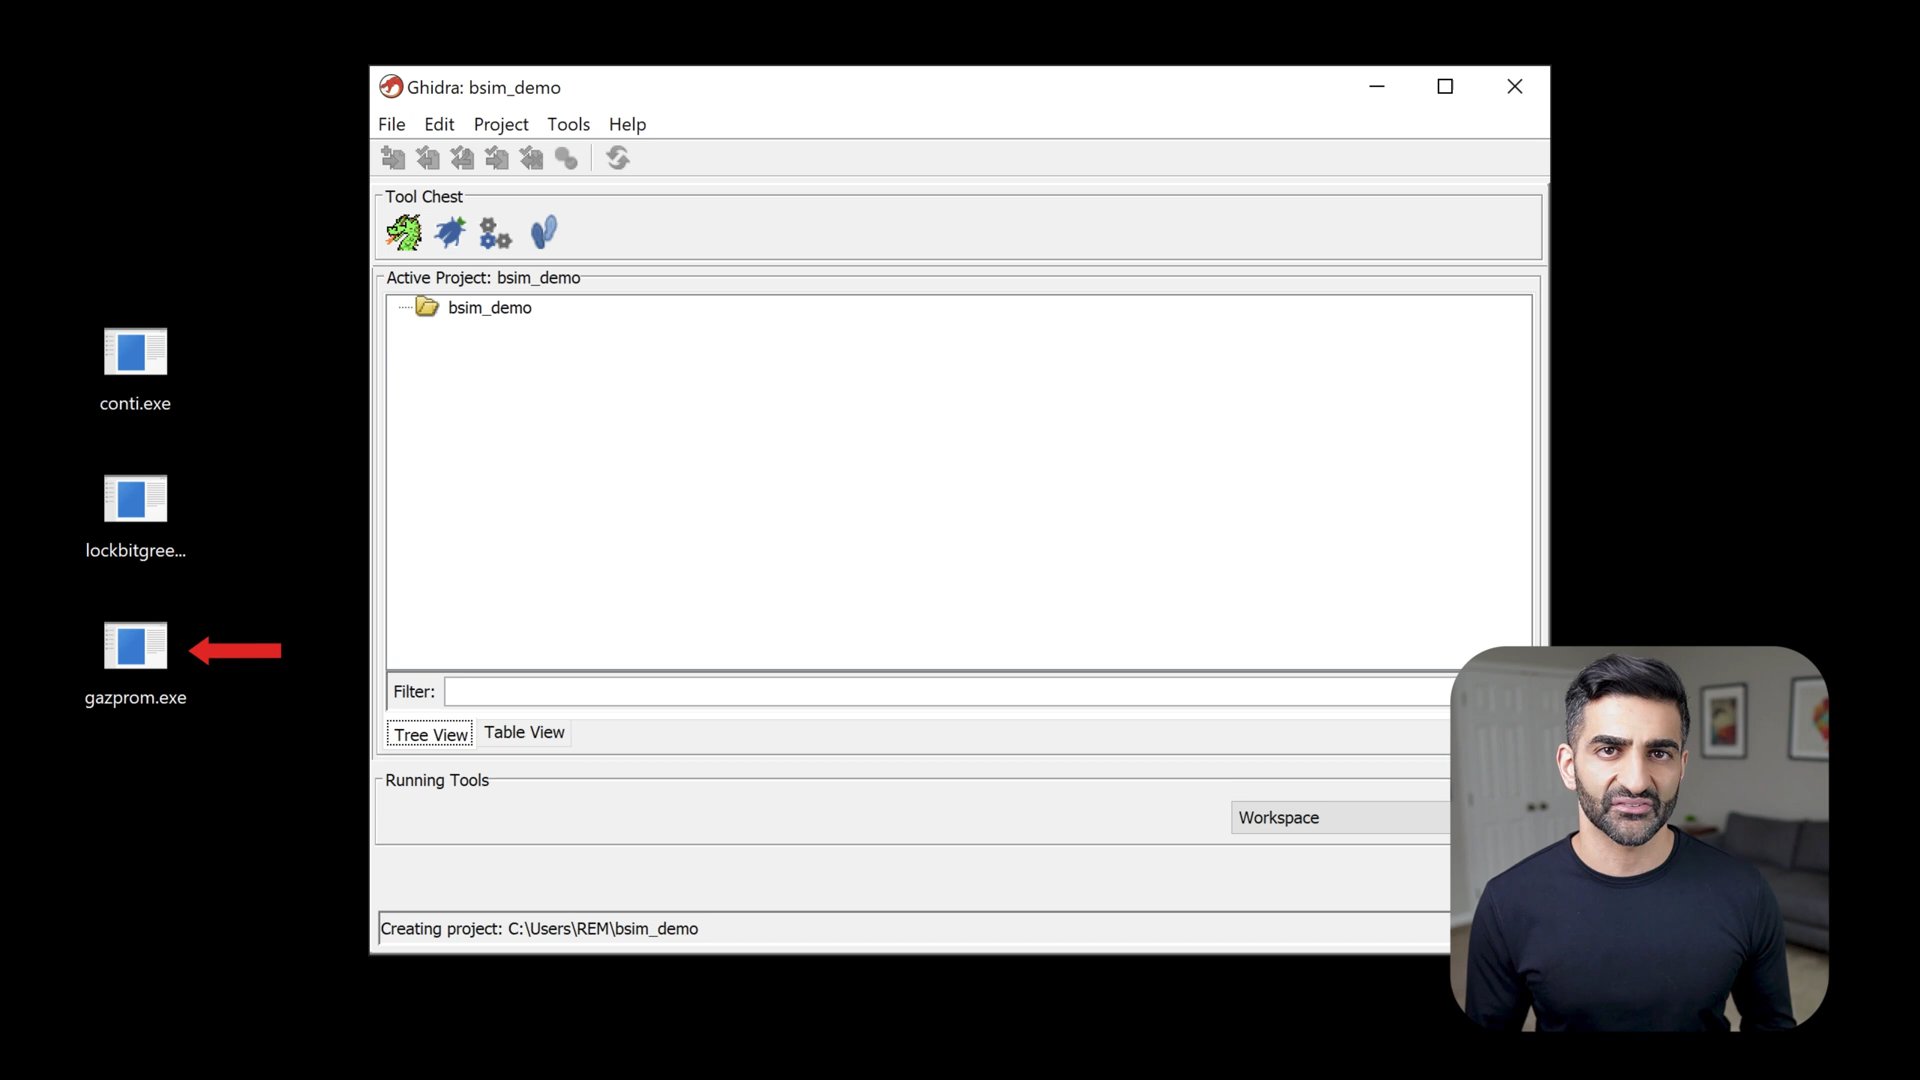 Ghidra: bsim_demo
File Edit Project Tools Help
Tool Chest
Active Project: bsim_demo
bsim_demo
conti.exe
lockbitgree...
gazprom.exe
Filter:
Tree View Table View
Running Tools
Workspace
Creating project: C:\Users\REM\bsim_demo